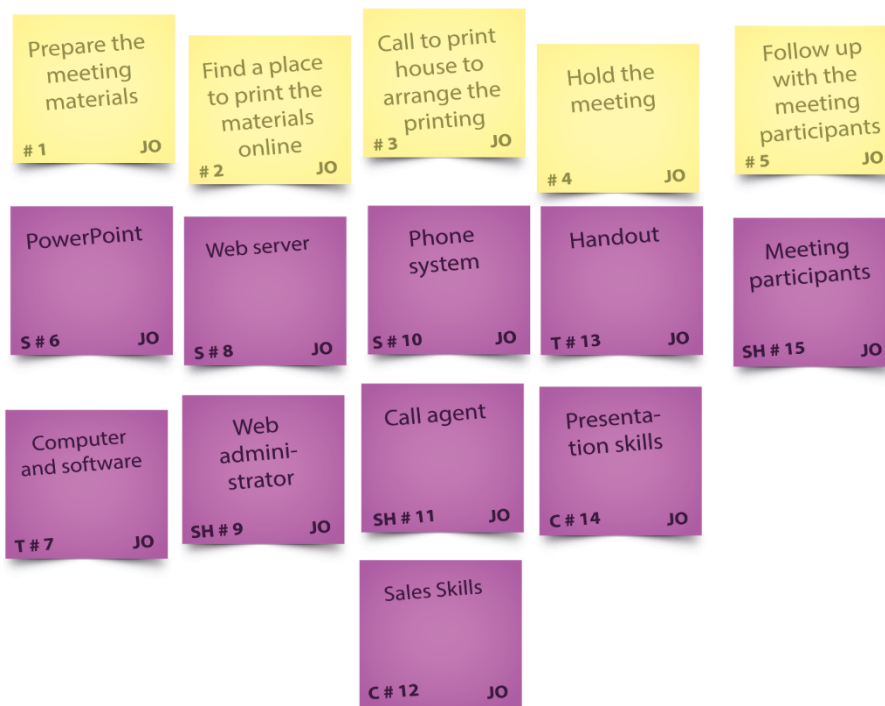 Prepare the
meeting
materials
# 1 JO
Find a place
to print the
materials
online
# 2 JO
Call to print
house to
arrange the
printing
# 3 JO
Hold the
meeting
# 4 JO
Follow up
with the
meeting
participants
# 5 JO
PowerPoint
S # 6 JO
Web server
S # 8 JO
Phone
system
S # 10 JO
Handout
T # 13 JO
Meeting
participants
SH # 15 JO
Computer
and software
T # 7 JO
Web
admini-
strator
SH # 9 JO
Call agent
SH # 11 JO
Presenta-
tion skills
C # 14 JO
Sales Skills
C # 12 JO